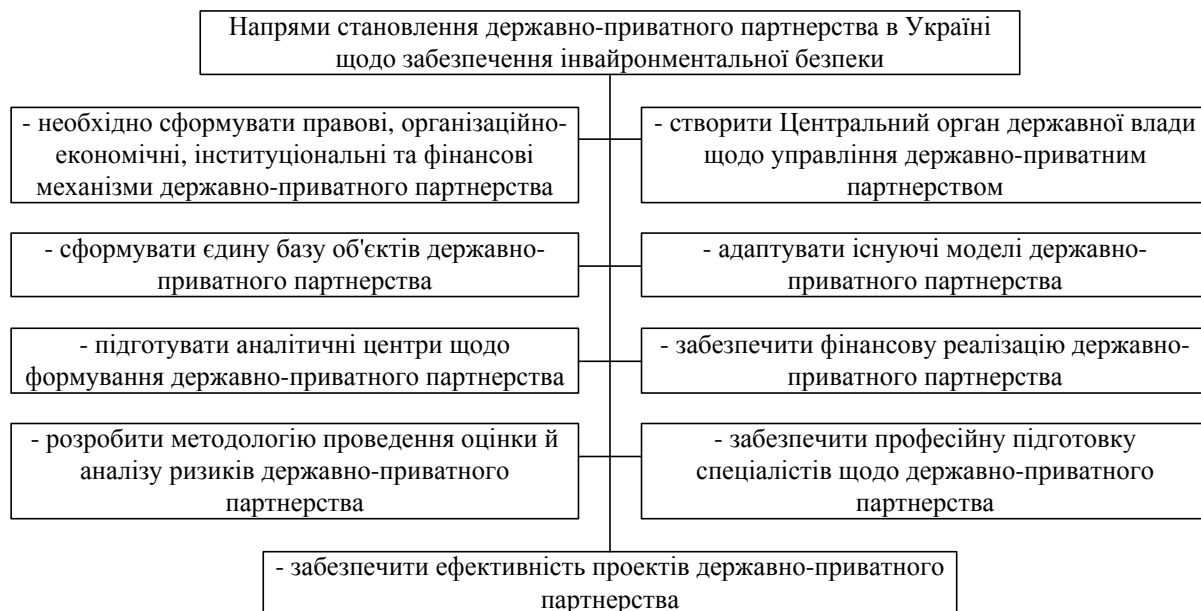 Напрями становлення державно-приватного партнерства в Україні
щодо забезпечення інвайронментальної безпеки
- необхідно сформувати правові, організаційно-
економічні, інституціональні та фінансові
механізми державно-приватного партнерства
- створити Центральний орган державної влади
щодо управління державно-приватним
партнерством
- сформувати єдину базу об'єктів державно-
приватного партнерства
- адаптувати існуючі моделі державно-
приватного партнерства
- підготувати аналітичні центри щодо
формування державно-приватного партнерства
- забезпечити фінансову реалізацію державно-
приватного партнерства
- розробити методологію проведення оцінки й
аналізу ризиків державно-приватного
партнерства
- забезпечити професійну підготовку
спеціалістів щодо державно-приватного
партнерства
- забезпечити ефективність проектів державно-приватного
партнерства